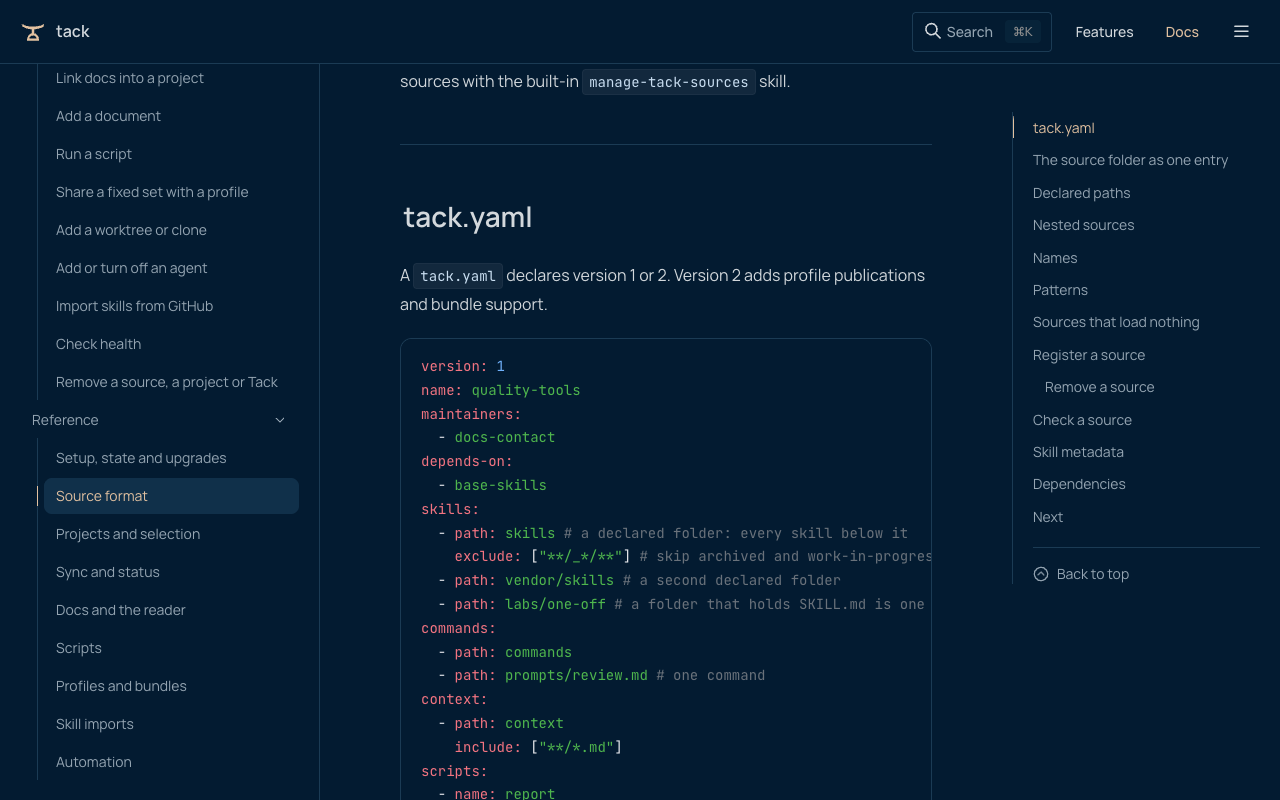 tack
Search ⌘K
Features
Docs
Link docs into a project
Add a document
Run a script
Share a fixed set with a profile
Add a worktree or clone
Add or turn off an agent
Import skills from GitHub
Check health
Remove a source, a project or Tack
Reference
Setup, state and upgrades
Source format
Projects and selection
Sync and status
Docs and the reader
Scripts
Profiles and bundles
Skill imports
Automation
sources with the built-in manage-tack-sources skill.
tack.yaml
A tack.yaml declares version 1 or 2. Version 2 adds profile publications
and bundle support.
version: 1
name: quality-tools
maintainers:
  - docs-contact
depends-on:
  - base-skills
skills:
  - path: skills # a declared folder: every skill below it
    exclude: ["**/_*/**"] # skip archived and work-in-progres
  - path: vendor/skills # a second declared folder
  - path: labs/one-off # a folder that holds SKILL.md is one
commands:
  - path: commands
  - path: prompts/review.md # one command
context:
  - path: context
    include: ["**/*.md"]
scripts:
  - name: report
tack.yaml
The source folder as one entry
Declared paths
Nested sources
Names
Patterns
Sources that load nothing
Register a source
Remove a source
Check a source
Skill metadata
Dependencies
Next
Back to top